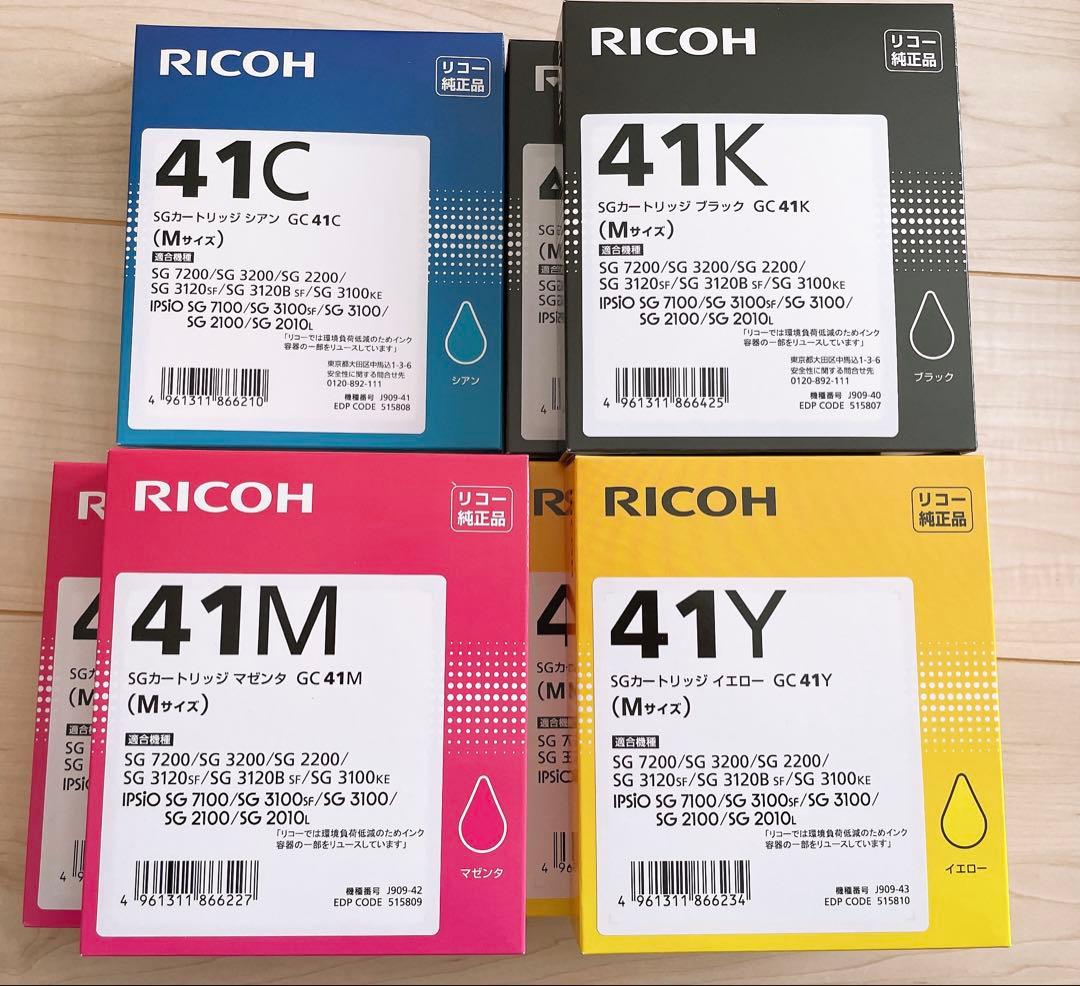 RICOH
リコー
純正品
41C
SGカートリッジ シアン GC 41C
(Mサイズ)
適合機種
SG 7200/SG 3200/SG 2200/
SG 3120SF/SG 3120B SF/SG 3100KE
IPSiO SG 7100/SG 3100SF/SG 3100/
SG 2100/SG 2010L
「リコーでは環境負荷低減のためインク
容器の一部をリユースしています」
東京都大田区中馬込1-3-6
安全性に関する問合せ先
0120-892-111
4 961311 866210
機種番号 J909-41
EDP CODE 515808
シアン
RICOH
リコー
純正品
41K
SGカートリッジ ブラック GC 41K
(Mサイズ)
適合機種
SG 7200/SG 3200/SG 2200/
SG 3120SF/SG 3120B SF/SG 3100KE
IPSiO SG 7100/SG 3100SF/SG 3100/
SG 2100/SG 2010L
「リコーでは環境負荷低減のためインク
容器の一部をリユースしています」
東京都大田区中馬込1-3-6
安全性に関する問合せ先
0120-892-111
4 961311 866425
機種番号 J909-40
EDP CODE 515807
ブラック
RICOH
リコー
純正品
41M
SGカートリッジ マゼンタ GC 41M
(Mサイズ)
適合機種
SG 7200/SG 3200/SG 2200/
SG 3120SF/SG 3120B SF/SG 3100KE
IPSiO SG 7100/SG 3100SF/SG 3100/
SG 2100/SG 2010L
「リコーでは環境負荷低減のためインク
容器の一部をリユースしています」
4 961311 866227
機種番号 J909-42
EDP CODE 515809
マゼンタ
RICOH
リコー
純正品
41Y
SGカートリッジ イエロー GC 41Y
(Mサイズ)
適合機種
SG 7200/SG 3200/SG 2200/
SG 3120SF/SG 3120B SF/SG 3100KE
IPSiO SG 7100/SG 3100SF/SG 3100/
SG 2100/SG 2010L
「リコーでは環境負荷低減のためインク
容器の一部をリユースしています」
4 961311 866234
機種番号 J909-43
EDP CODE 515810
イエロー